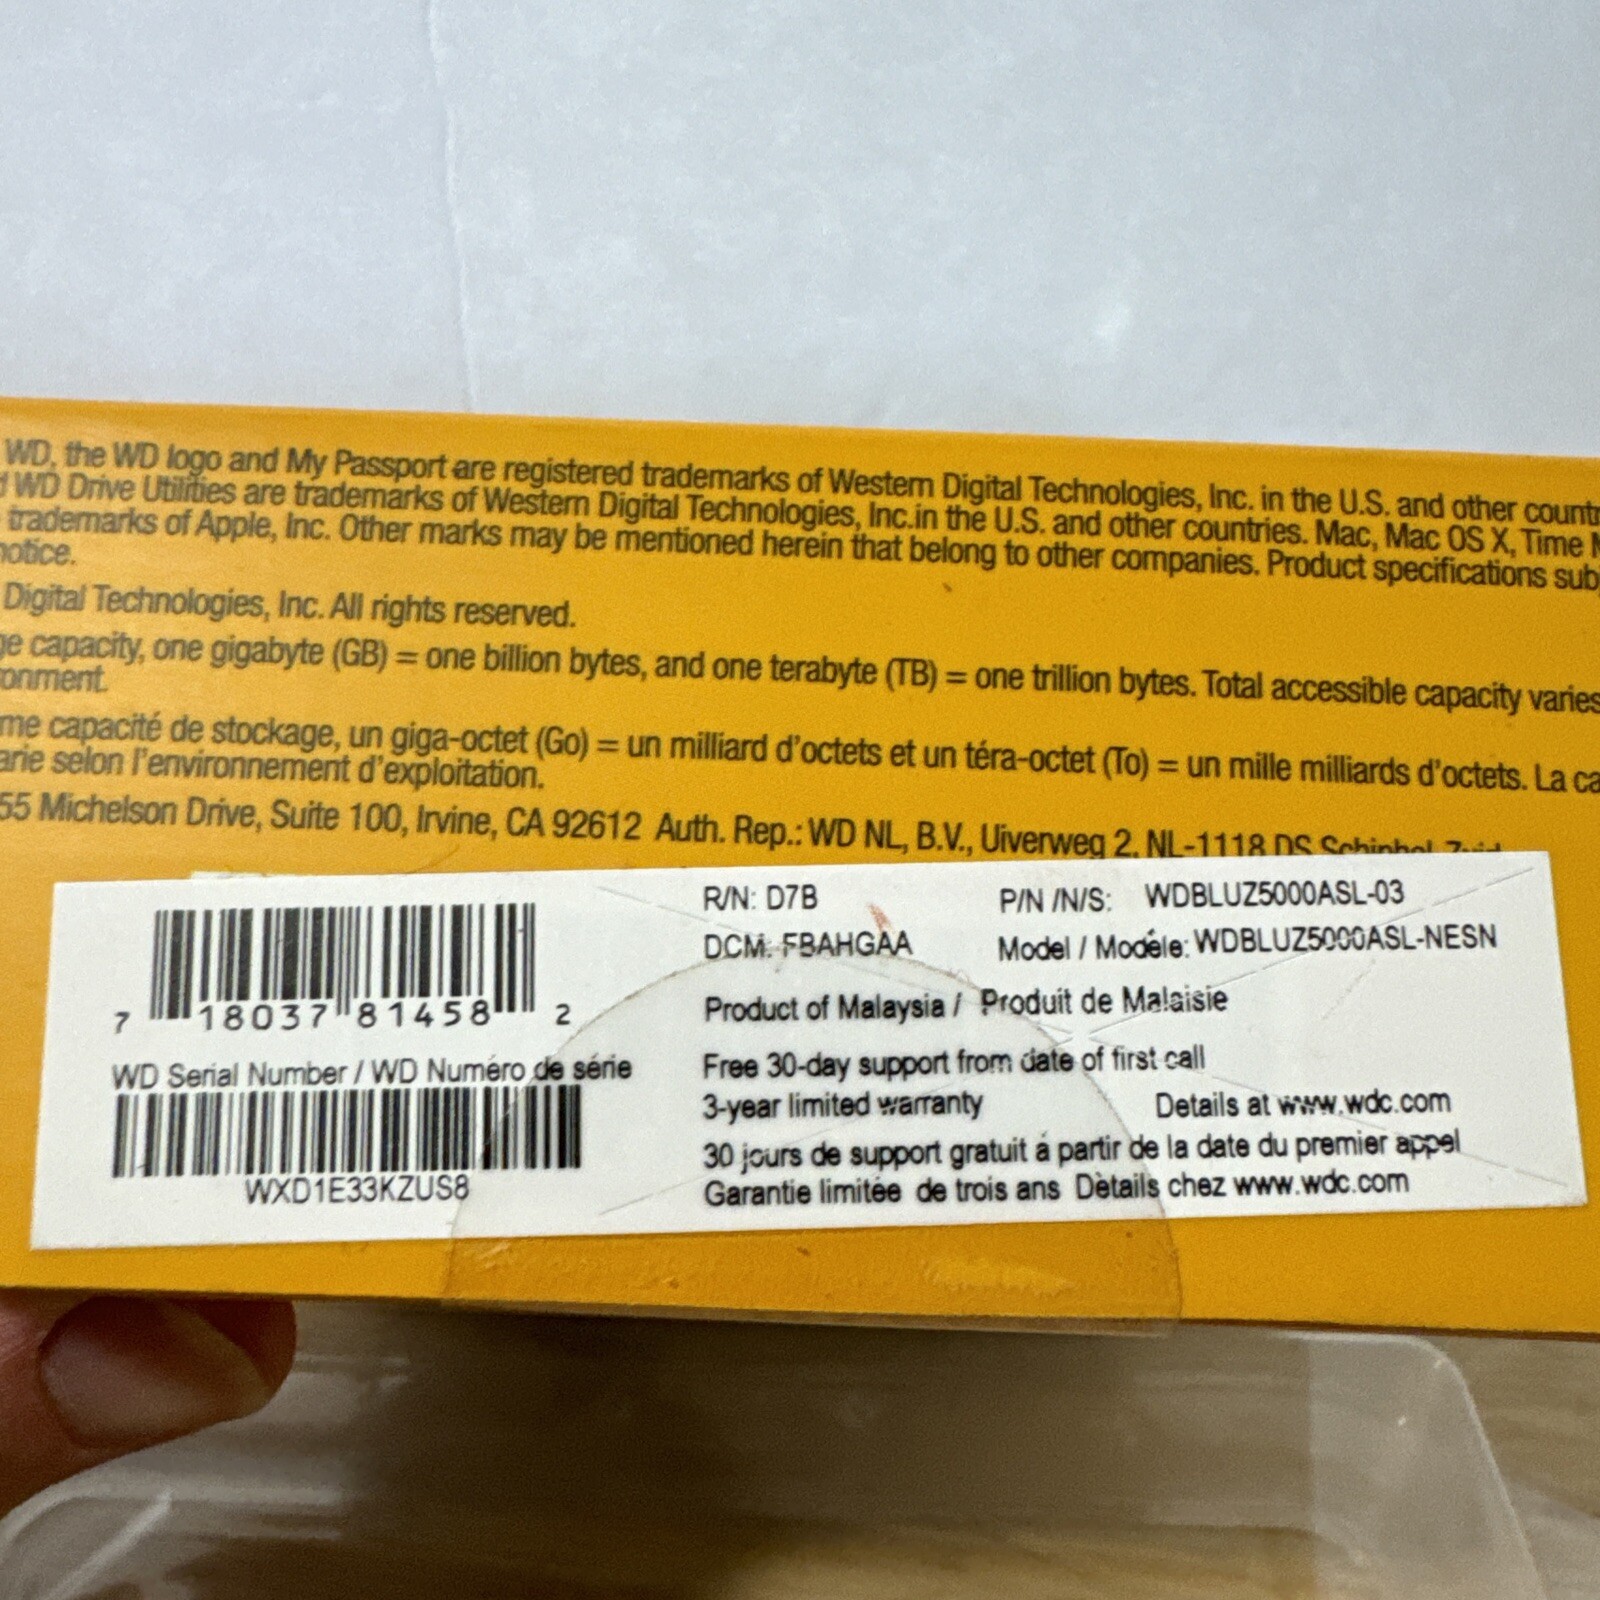 WD, the WD logo and My Passport are registered trademarks of Western Digital Technologies, Inc. in the U.S. and other countr
WD Drive Utilities are trademarks of Western Digital Technologies, Inc.in the U.S. and other countries. Mac, Mac OS X, Time M
trademarks of Apple, Inc. Other marks may be mentioned herein that belong to other companies. Product specifications sub
notice.
Digital Technologies, Inc. All rights reserved.
ge capacity, one gigabyte (GB) = one billion bytes, and one terabyte (TB) = one trillion bytes. Total accessible capacity varies
onment.
me capacité de stockage, un giga-octet (Go) = un milliard d'octets et un téra-octet (To) = un mille milliards d'octets. La ca
arie selon l'environnement d'exploitation.
55 Michelson Drive, Suite 100, Irvine, CA 92612 Auth. Rep.: WD NL, B.V., Uiverweg 2, NL-1118 DS Schiphol Zuid
R/N: D7B P/N /N/S: WDBLUZ5000ASL-03
DCM: FBAHGAA Model / Modéle: WDBLUZ5000ASL-NESN
7 18037 81458 2
Product of Malaysia / Produit de Malaisie
WD Serial Number / WD Numéro de série
Free 30-day support from date of first call
3-year limited warranty Details at www.wdc.com
30 jours de support gratuit á partir de la date du premier appel
WXD1E33KZUS8
Garantie limitée de trois ans Dètails chez www.wdc.com